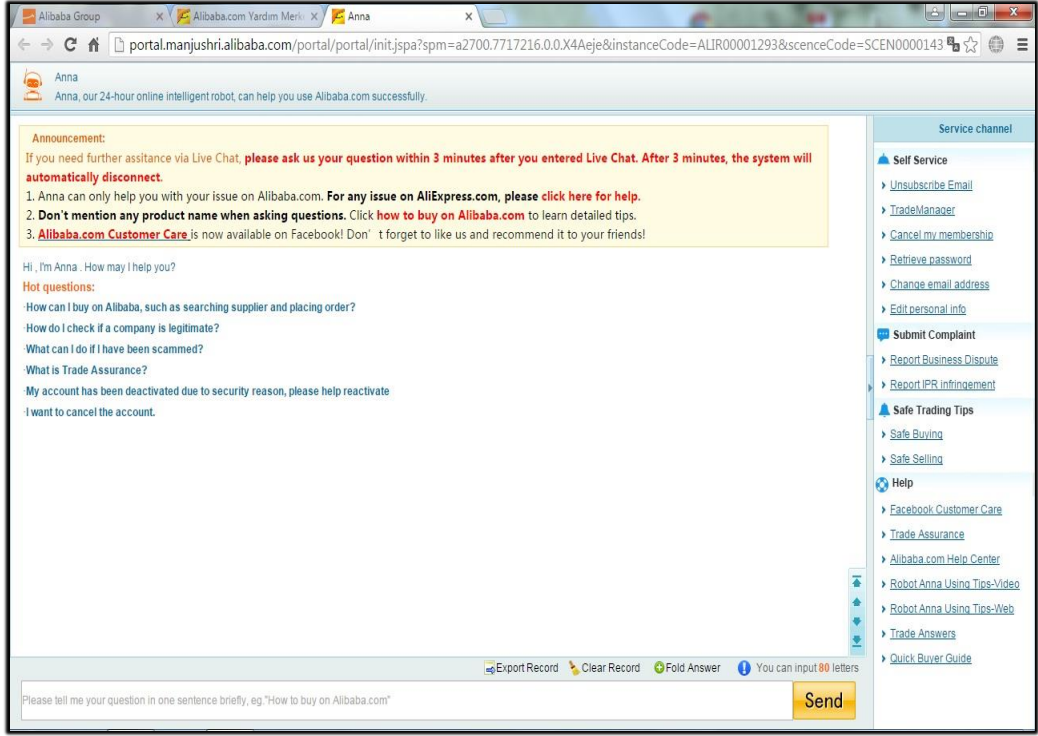 Alibaba Group
Alibaba.com Yardım Merk
Anna
portal.manjushri.alibaba.com/portal/portal/init.jspa?spm=a2700.7717216.0.0.X4Aeje&instanceCode=ALIR00001293&scenceCode=SCEN0000143
Anna
Anna, our 24-hour online intelligent robot, can help you use Alibaba.com successfully.
Announcement:
If you need further assitance via Live Chat, please ask us your question within 3 minutes after you entered Live Chat. After 3 minutes, the system will
automatically disconnect.
1. Anna can only help you with your issue on Alibaba.com. For any issue on AliExpress.com, please click here for help.
2. Don't mention any product name when asking questions. Click how to buy on Alibaba.com to learn detailed tips.
3. Alibaba.com Customer Care is now available on Facebook! Don' t forget to like us and recommend it to your friends!
Hi , I'm Anna . How may I help you?
Hot questions:
·How can I buy on Alibaba, such as searching supplier and placing order?
·How do I check if a company is legitimate?
·What can I do if I have been scammed?
·What is Trade Assurance?
·My account has been deactivated due to security reason, please help reactivate
·I want to cancel the account.
Export Record Clear Record Fold Answer You can input 80 letters
Please tell me your question in one sentence briefly, eg."How to buy on Alibaba.com"
Send
Service channel
Self Service
Unsubscribe Email
TradeManager
Cancel my membership
Retrieve password
Change email address
Edit personal info
Submit Complaint
Report Business Dispute
Report IPR infringement
Safe Trading Tips
Safe Buying
Safe Selling
Help
Facebook Customer Care
Trade Assurance
Alibaba.com Help Center
Robot Anna Using Tips-Video
Robot Anna Using Tips-Web
Trade Answers
Quick Buyer Guide